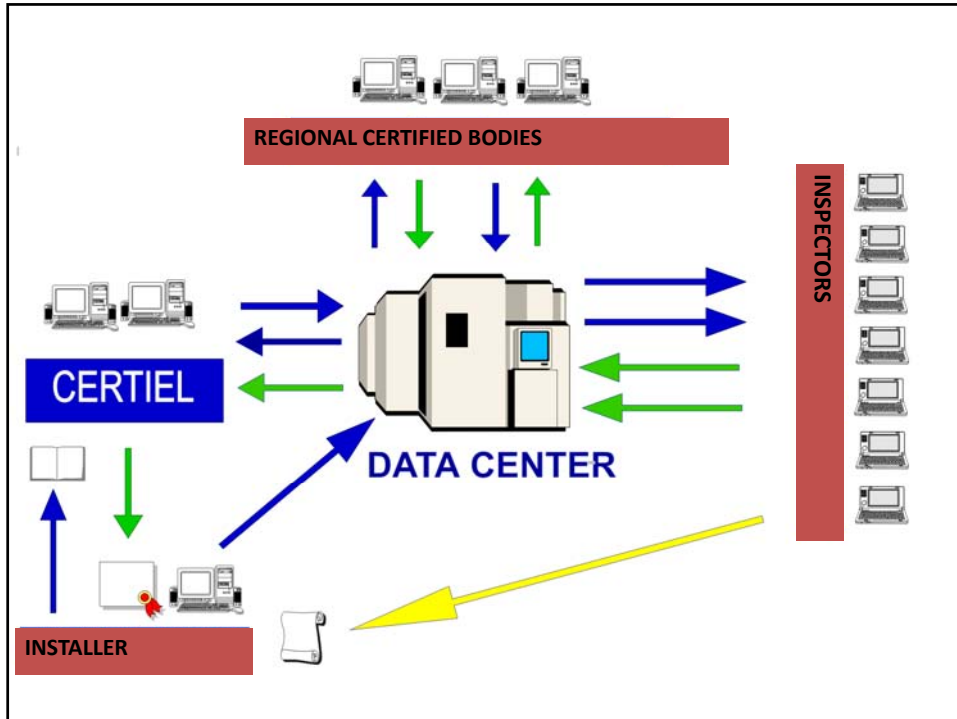 REGIONAL CERTIFIED BODIES
INSPECTORS
CERTIEL
DATA CENTER
INSTALLER